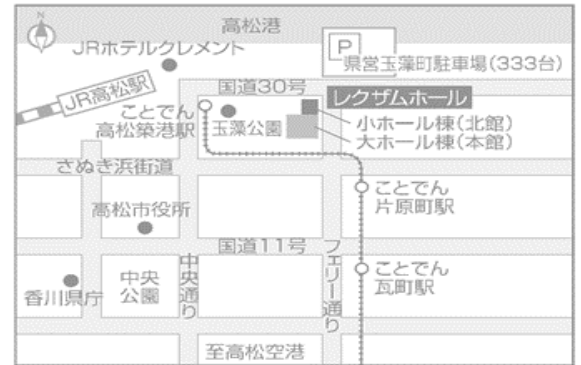 N
高松港
JRホテルクレメント
P
県営玉藻町駐車場(333台)
JR高松駅
国道30号
レクザムホール
ことでん
高松築港駅
玉藻公園
小ホール棟(北館)
大ホール棟(本館)
さぬき浜街道
ことでん
片原町駅
高松市役所
国道11号
フェリー通り
中央通り
ことでん
瓦町駅
香川県庁
中央
公園
至高松空港